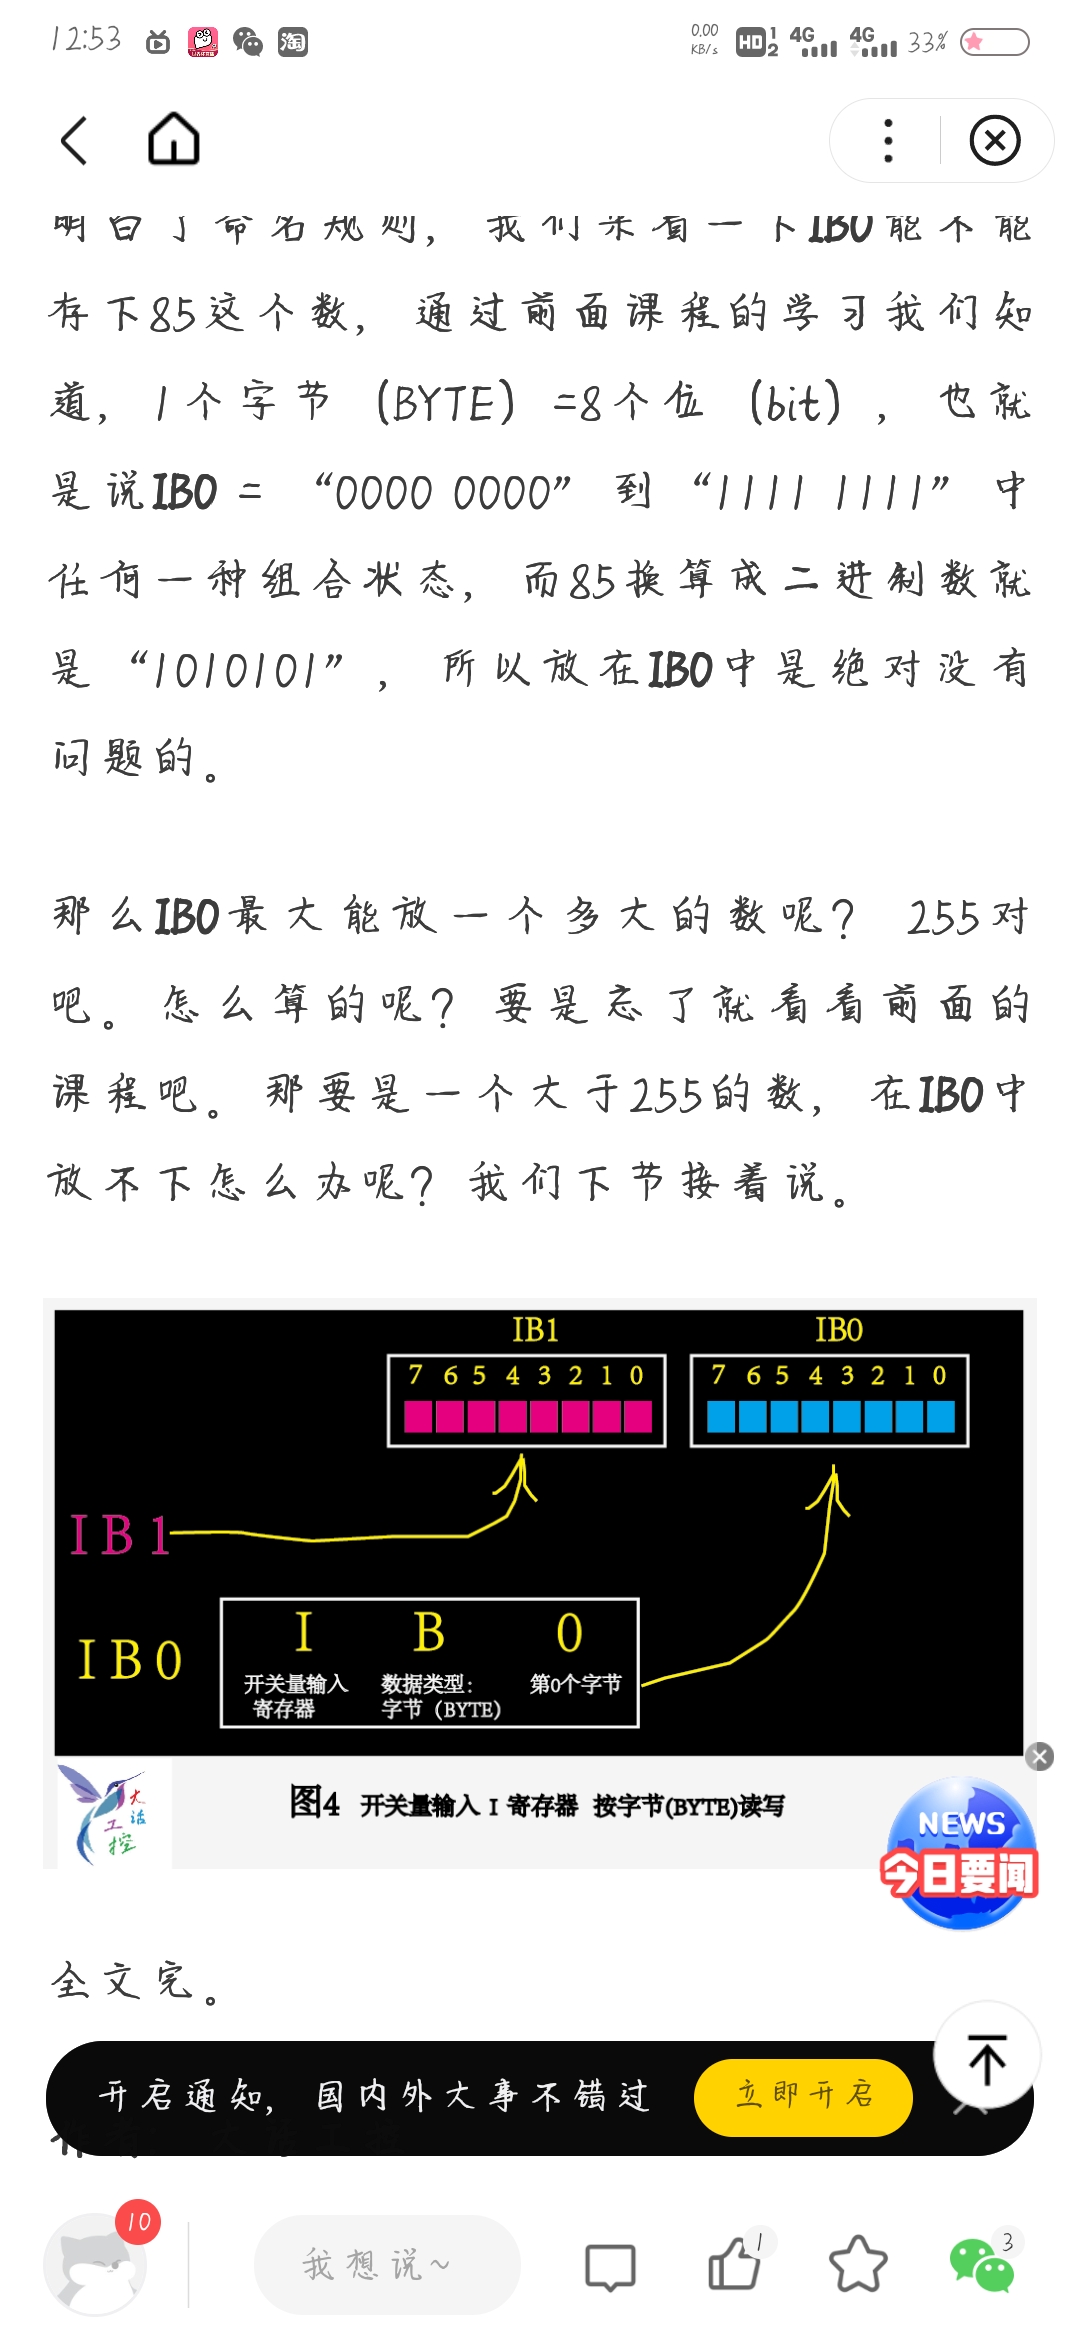 12:53
淘
0.00
KB/s
HD 1 2
4G
4G
33%
明白了命名规则，我们来看一下IB0能不能
存下85这个数，通过前面课程的学习我们知
道，1个字节（BYTE）=8个位（bit），也就
是说IB0 = “0000 0000” 到 “1111 1111” 中
任何一种组合状态，而85换算成二进制数就
是“1010101”，所以放在IB0中是绝对没有
问题的。
那么IB0最大能放一个多大的数呢？ 255对
吧。怎么算的呢？要是忘了就看看前面的
课程吧。那要是一个大于255的数，在IB0中
放不下怎么办呢？我们下节接着说。
IB1 IB0
7 6 5 4 3 2 1 0 7 6 5 4 3 2 1 0
IB1
IB0
I B 0
开关量输入 数据类型： 第0个字节
寄存器 字节（BYTE）
大话
工控
图4 开关量输入 I 寄存器 按字节(BYTE)读写
NEWS
今日要闻
全文完。
开启通知，国内外大事不错过
立即开启
10
我想说~
1
3